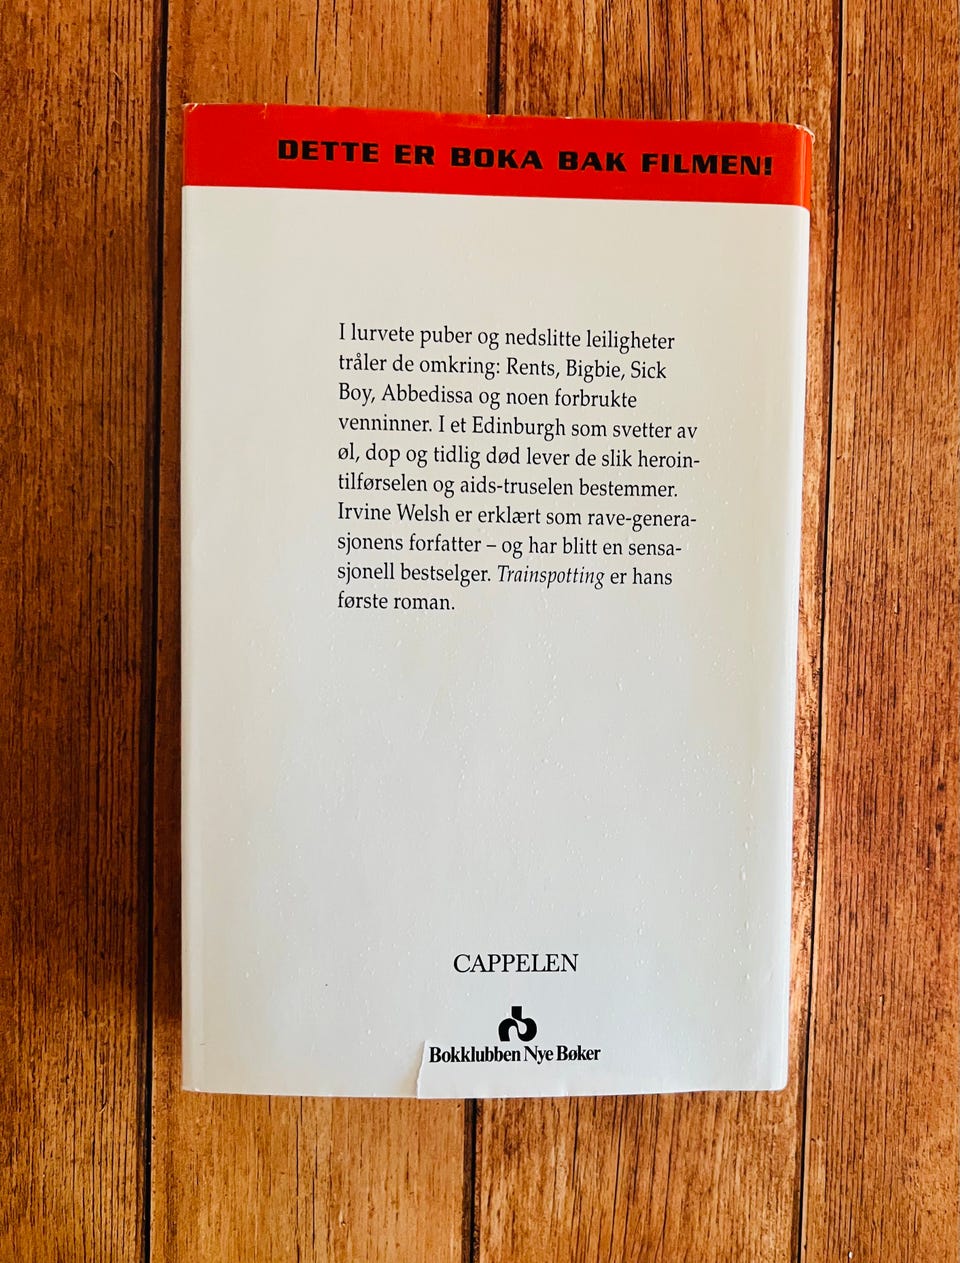 DETTE ER BOKA BAK FILMEN!
I lurvete puber og nedslitte leiligheter
tråler de omkring: Rents, Bigbie, Sick
Boy, Abbedissa og noen forbrukte
venninner. I et Edinburgh som svetter av
øl, dop og tidlig død lever de slik heroin-
tilførselen og aids-truselen bestemmer.
Irvine Welsh er erklært som rave-genera-
sjonens forfatter – og har blitt en sensa-
sjonell bestselger. Trainspotting er hans
første roman.
CAPPELEN
Bokklubben Nye Bøker